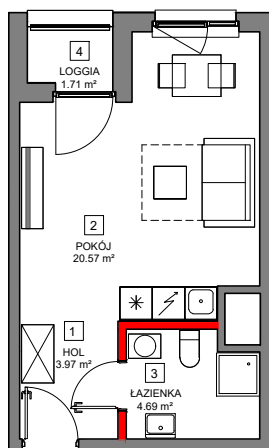 4
LOGGIA
1.71 m²
2
POKÓJ
20.57 m²
1
HOL
3.97 m²
3
ŁAZIENKA
4.69 m²